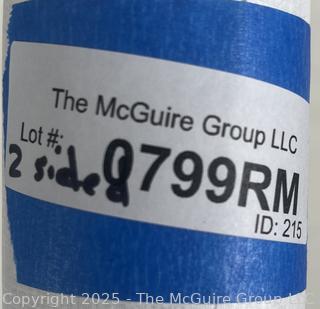 The McGuire Group LLC
Lot #: 0799RM
2 sided
ID: 215
Copyright 2025 - The McGuire Group LLC